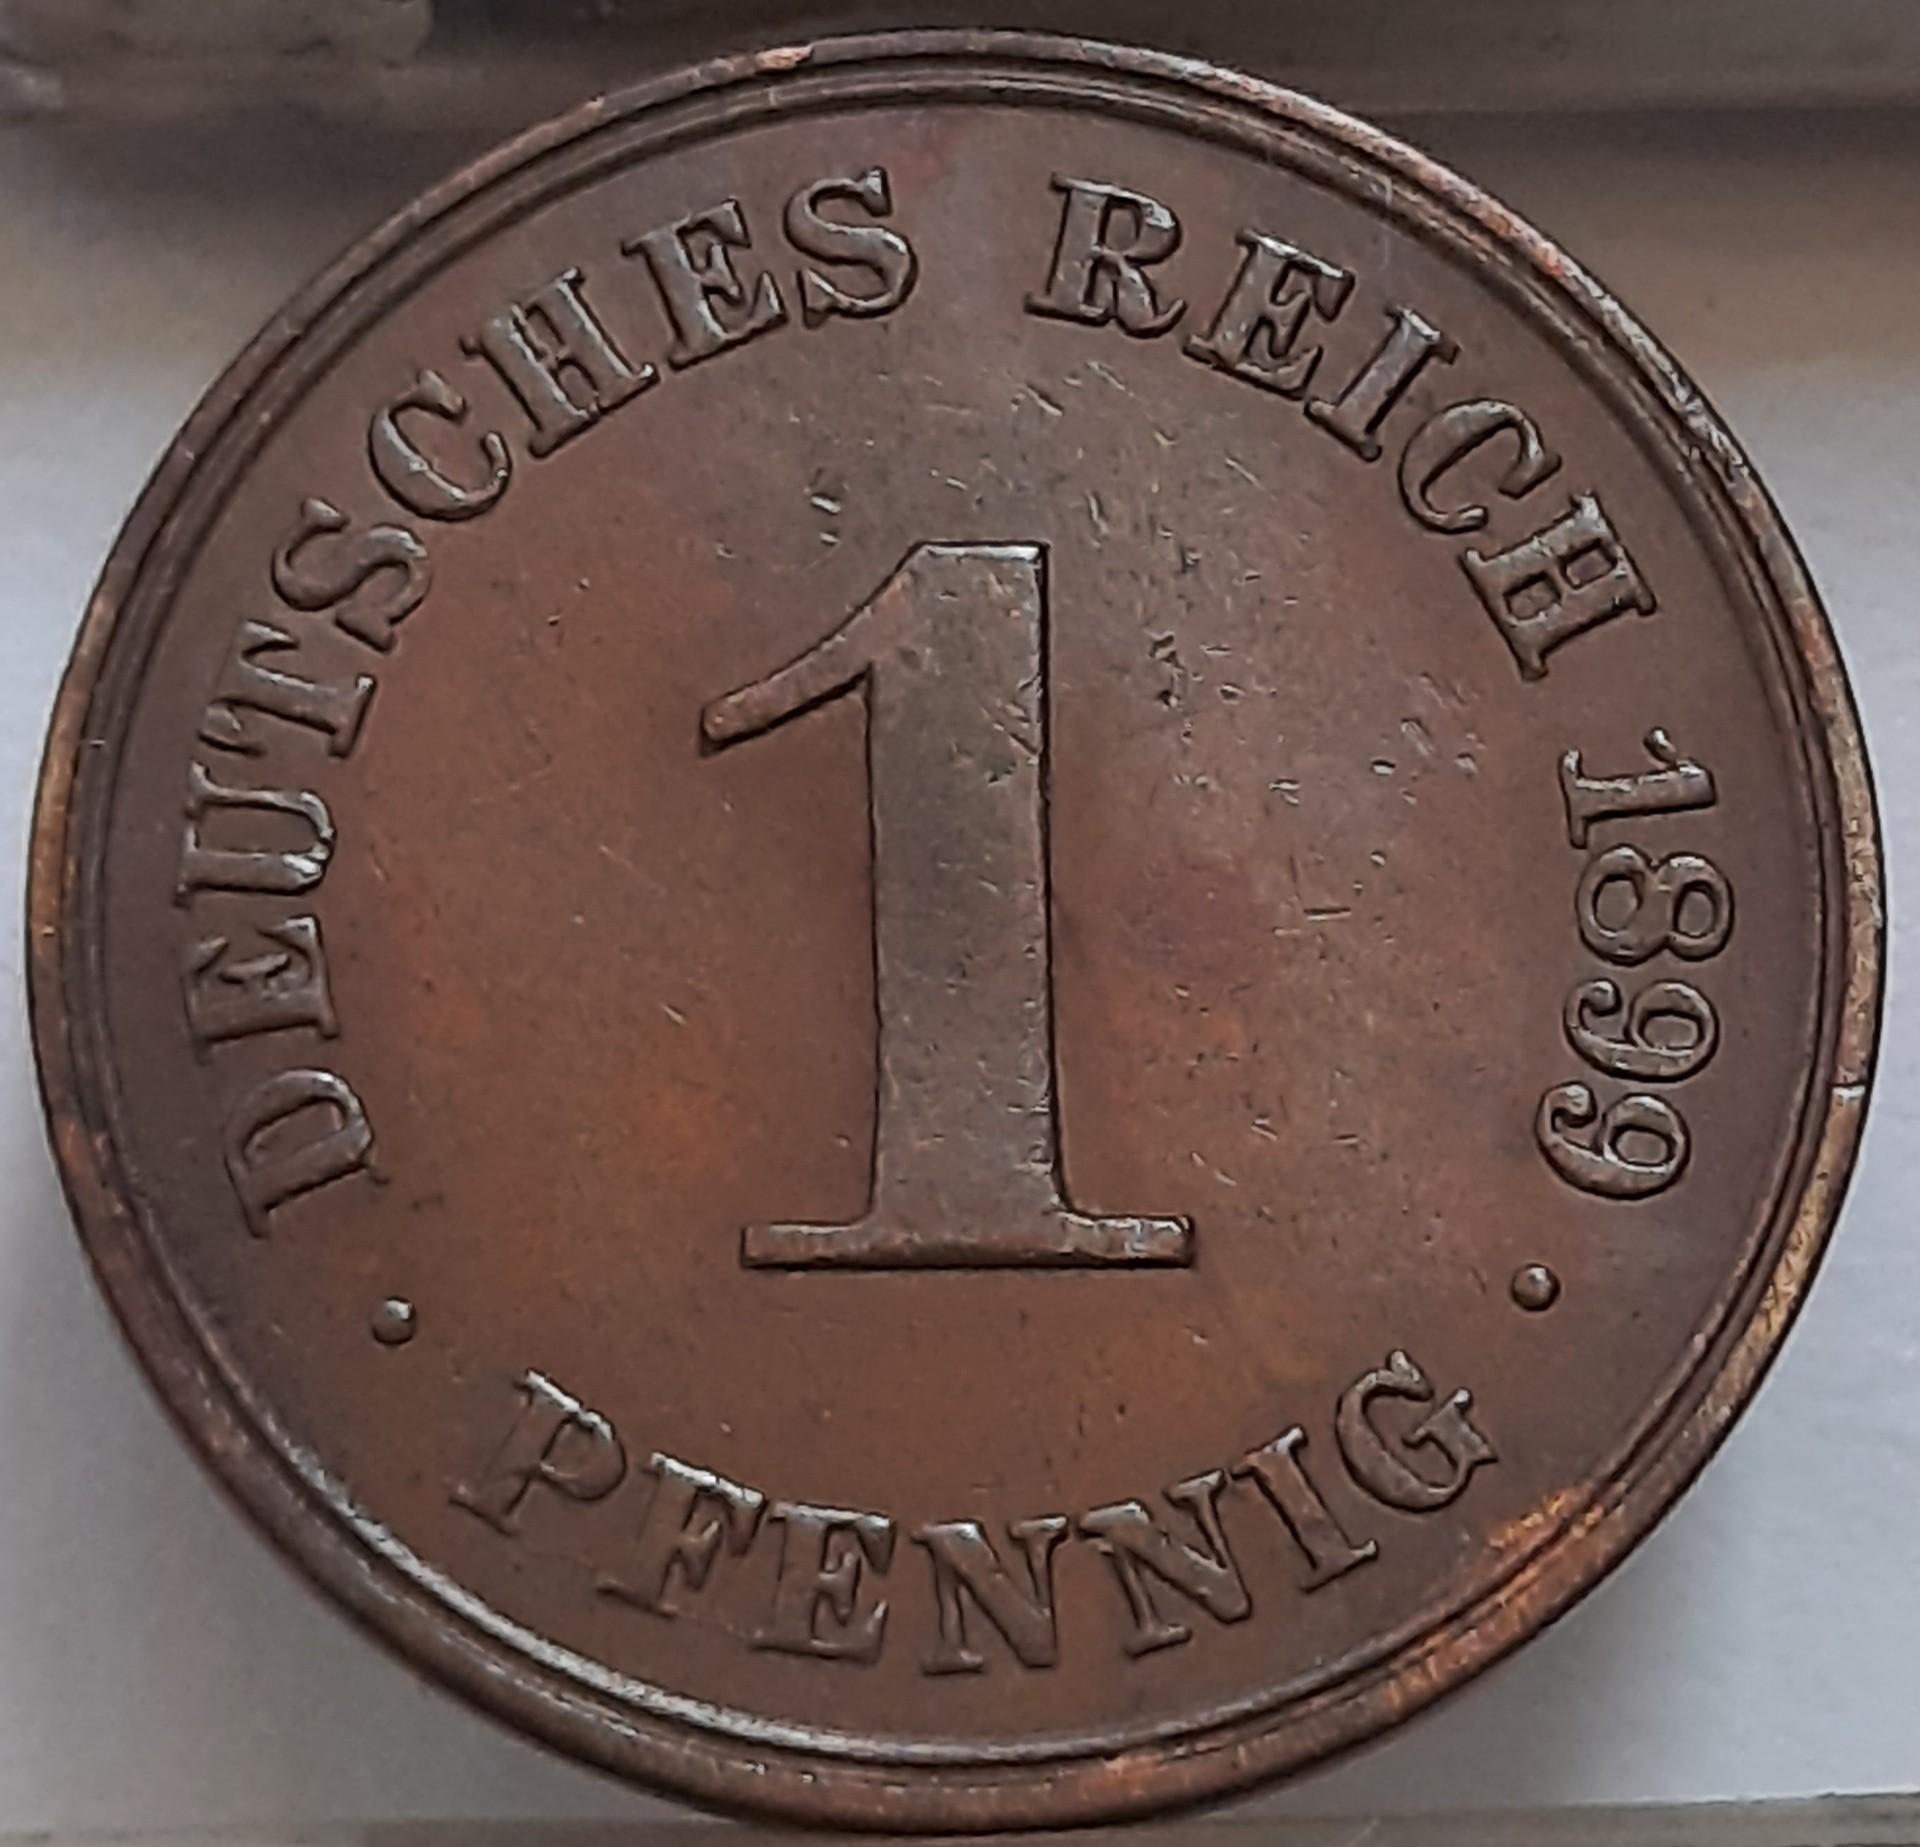 DEUTSCHES REICH 1899
1
· PFENNIG ·